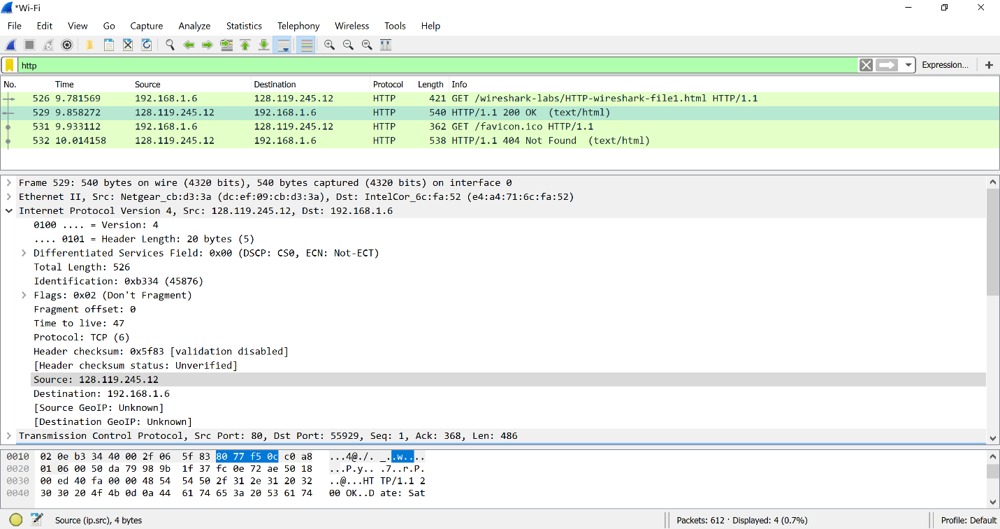 *Wi-Fi
File Edit View Go Capture Analyze Statistics Telephony Wireless Tools Help
http Expression... +
No. Time Source Destination Protocol Length Info
526 9.781569 192.168.1.6 128.119.245.12 HTTP 421 GET /wireshark-labs/HTTP-wireshark-file1.html HTTP/1.1
529 9.858272 128.119.245.12 192.168.1.6 HTTP 540 HTTP/1.1 200 OK (text/html)
531 9.933112 192.168.1.6 128.119.245.12 HTTP 362 GET /favicon.ico HTTP/1.1
532 10.014158 128.119.245.12 192.168.1.6 HTTP 538 HTTP/1.1 404 Not Found (text/html)
Frame 529: 540 bytes on wire (4320 bits), 540 bytes captured (4320 bits) on interface 0
Ethernet II, Src: Netgear_cb:d3:3a (dc:ef:09:cb:d3:3a), Dst: IntelCor_6c:fa:52 (e4:a4:71:6c:fa:52)
Internet Protocol Version 4, Src: 128.119.245.12, Dst: 192.168.1.6
0100 .... = Version: 4
.... 0101 = Header Length: 20 bytes (5)
Differentiated Services Field: 0x00 (DSCP: CS0, ECN: Not-ECT)
Total Length: 526
Identification: 0xb334 (45876)
Flags: 0x02 (Don't Fragment)
Fragment offset: 0
Time to live: 47
Protocol: TCP (6)
Header checksum: 0x5f83 [validation disabled]
[Header checksum status: Unverified]
Source: 128.119.245.12
Destination: 192.168.1.6
[Source GeoIP: Unknown]
[Destination GeoIP: Unknown]
Transmission Control Protocol, Src Port: 80, Dst Port: 55929, Seq: 1, Ack: 368, Len: 486
0010 02 0e b3 34 40 00 2f 06 5f 83 80 77 f5 0c c0 a8 ...4@./. _..w....
0020 01 06 00 50 da 79 98 9b 1f 37 fc 0e 72 ae 50 18 ...P.y.. .7..r.P.
0030 00 ed 40 fa 00 00 48 54 54 50 2f 31 2e 31 20 32 ..@...HT TP/1.1 2
0040 30 30 20 4f 4b 0d 0a 44 61 74 65 3a 20 53 61 74 00 OK..D ate: Sat
Source (ip.src), 4 bytes Packets: 612 · Displayed: 4 (0.7%) Profile: Default